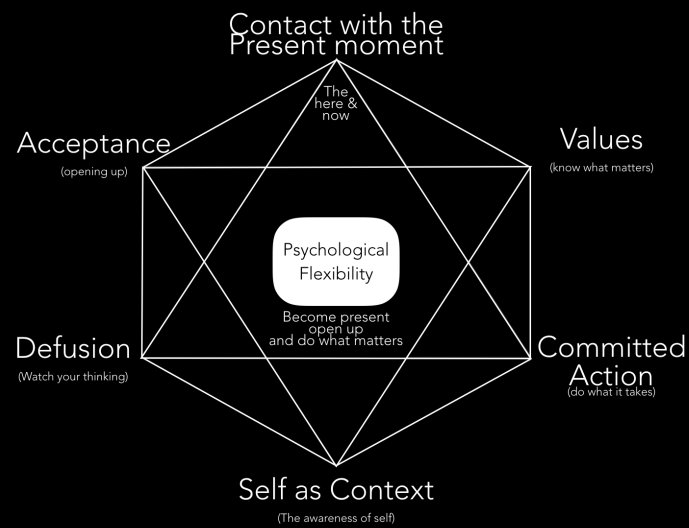 Contact with the
Present moment
The
here &
now
Acceptance
(opening up)
Values
(know what matters)
Psychological
Flexibility
Become present
open up
and do what matters
Defusion
(Watch your thinking)
Committed
Action
(do what it takes)
Self as Context
(The awareness of self)